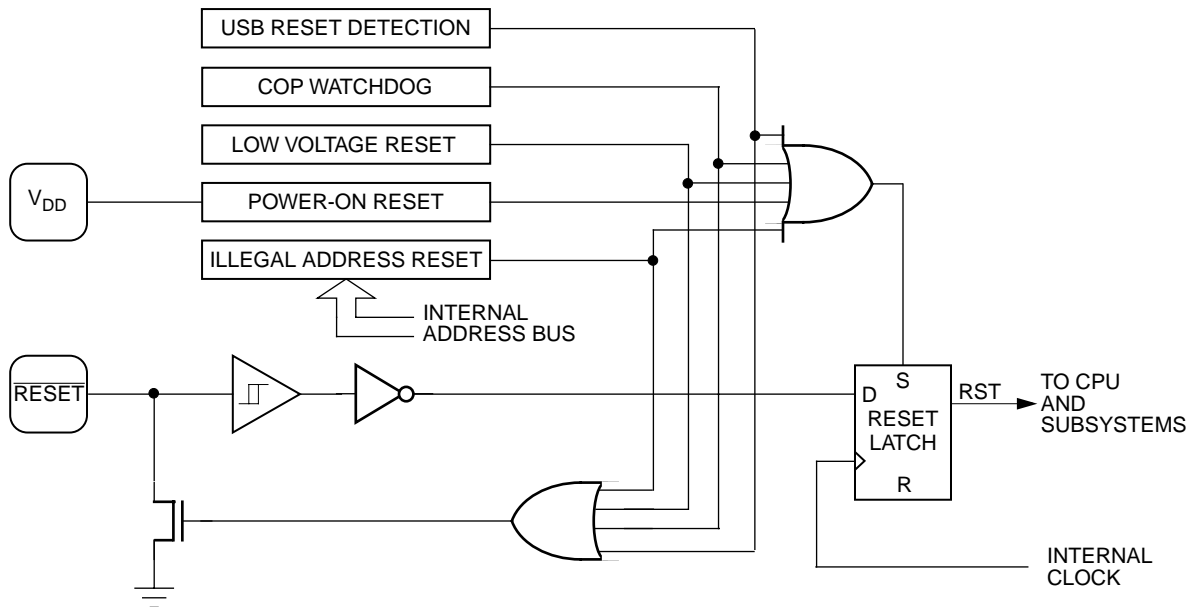 USB RESET DETECTION
COP WATCHDOG
LOW VOLTAGE RESET
VDD
POWER-ON RESET
ILLEGAL ADDRESS RESET
INTERNAL
ADDRESS BUS
RESET
D
S
RESET
LATCH
R
RST
TO CPU
AND
SUBSYSTEMS
INTERNAL
CLOCK